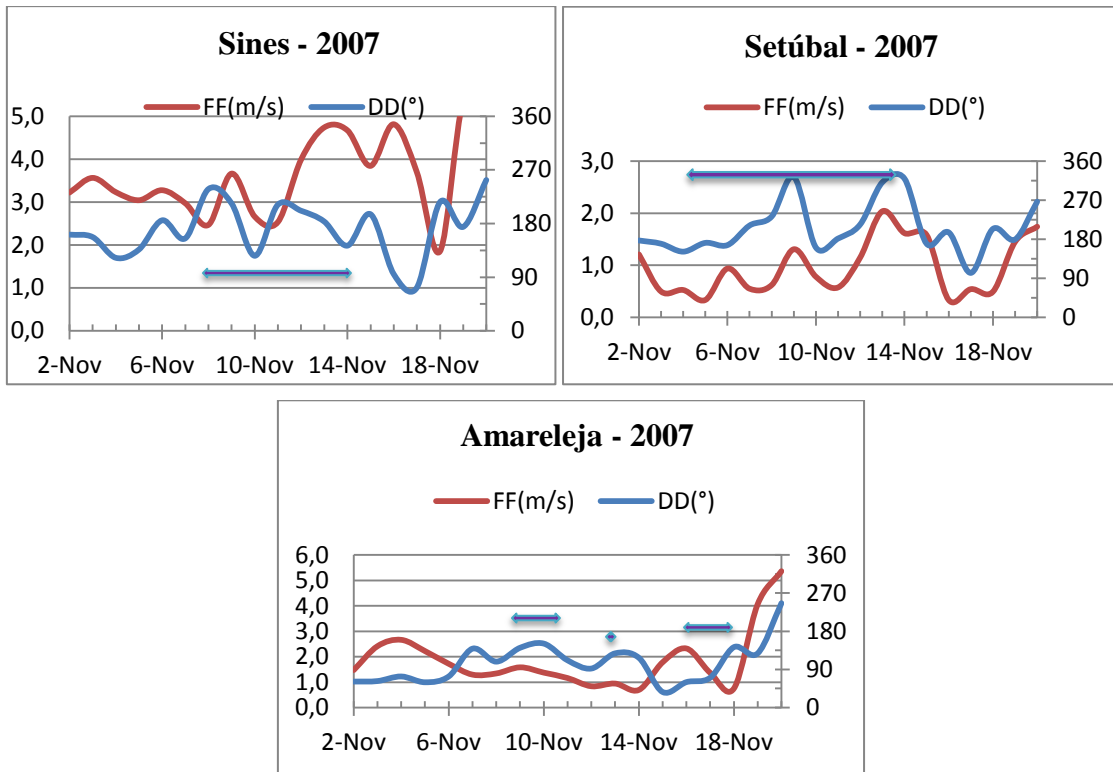 Sines - 2007
FF(m/s) DD(°)
5,0 360
4,0 270
3,0 180
2,0 90
1,0 0
0,0
2-Nov 6-Nov 10-Nov 14-Nov 18-Nov
Setúbal - 2007
FF(m/s) DD(°)
3,0 360
2,0 270
1,0 180
0,0 90
0
2-Nov 6-Nov 10-Nov 14-Nov 18-Nov
Amareleja - 2007
FF(m/s) DD(°)
6,0 360
5,0 270
4,0 180
3,0 90
2,0 0
1,0
0,0
2-Nov 6-Nov 10-Nov 14-Nov 18-Nov